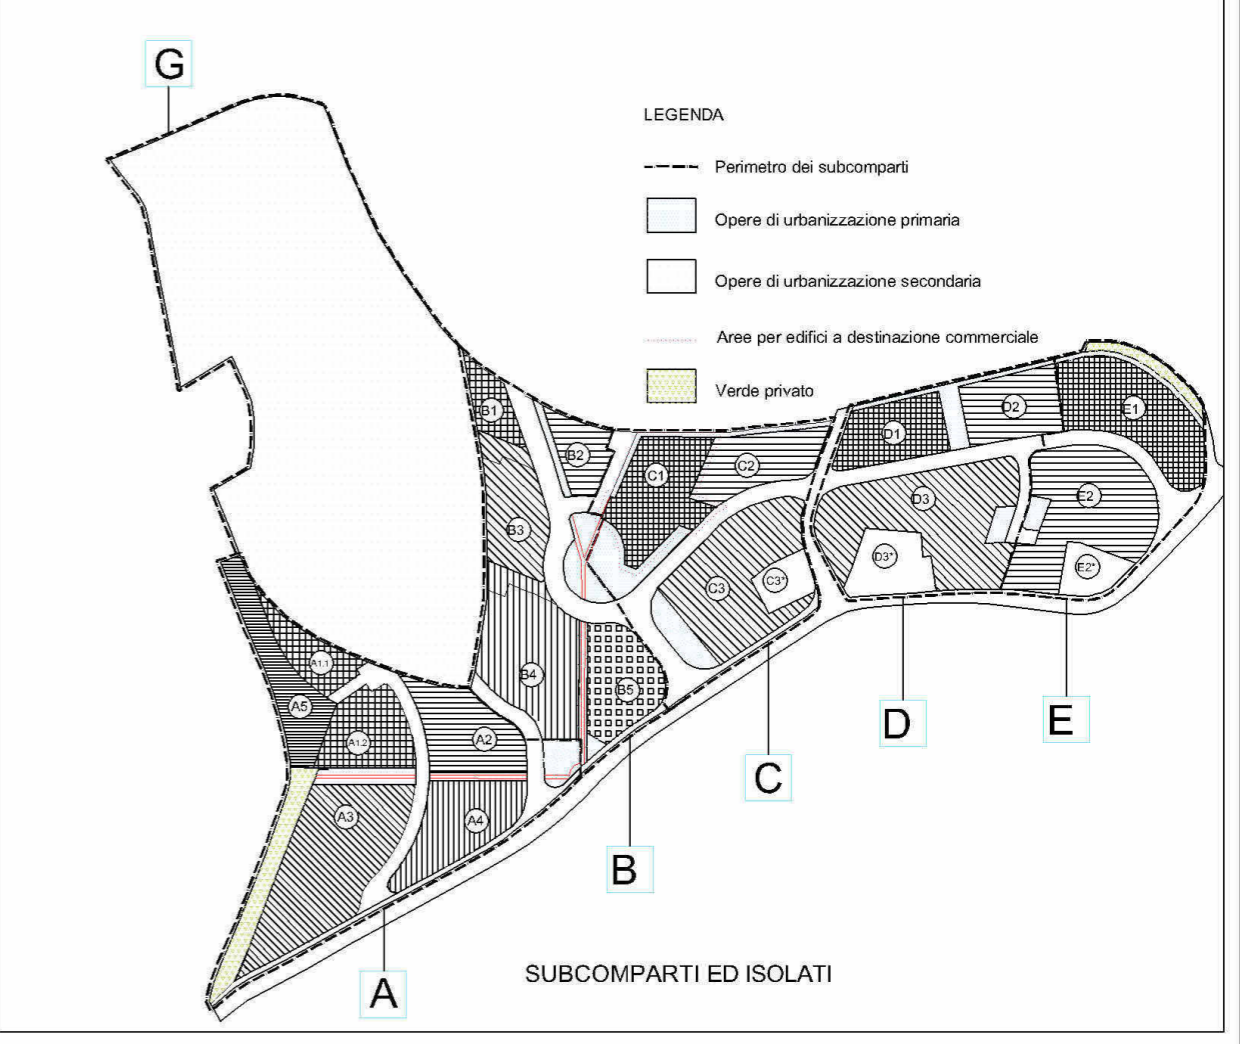 G
LEGENDA
Perimetro dei subcomparti
Opere di urbanizzazione primaria
Opere di urbanizzazione secondaria
Aree per edifici a destinazione commerciale
Verde privato
B1
B2
C1
C2
D1
D2
E1
B3
C3
C3*
D3
D3*
E2
E2*
A1.1
A5
A1.2
A2
B4
B5
A3
A4
D
E
C
B
A
SUBCOMPARTI ED ISOLATI